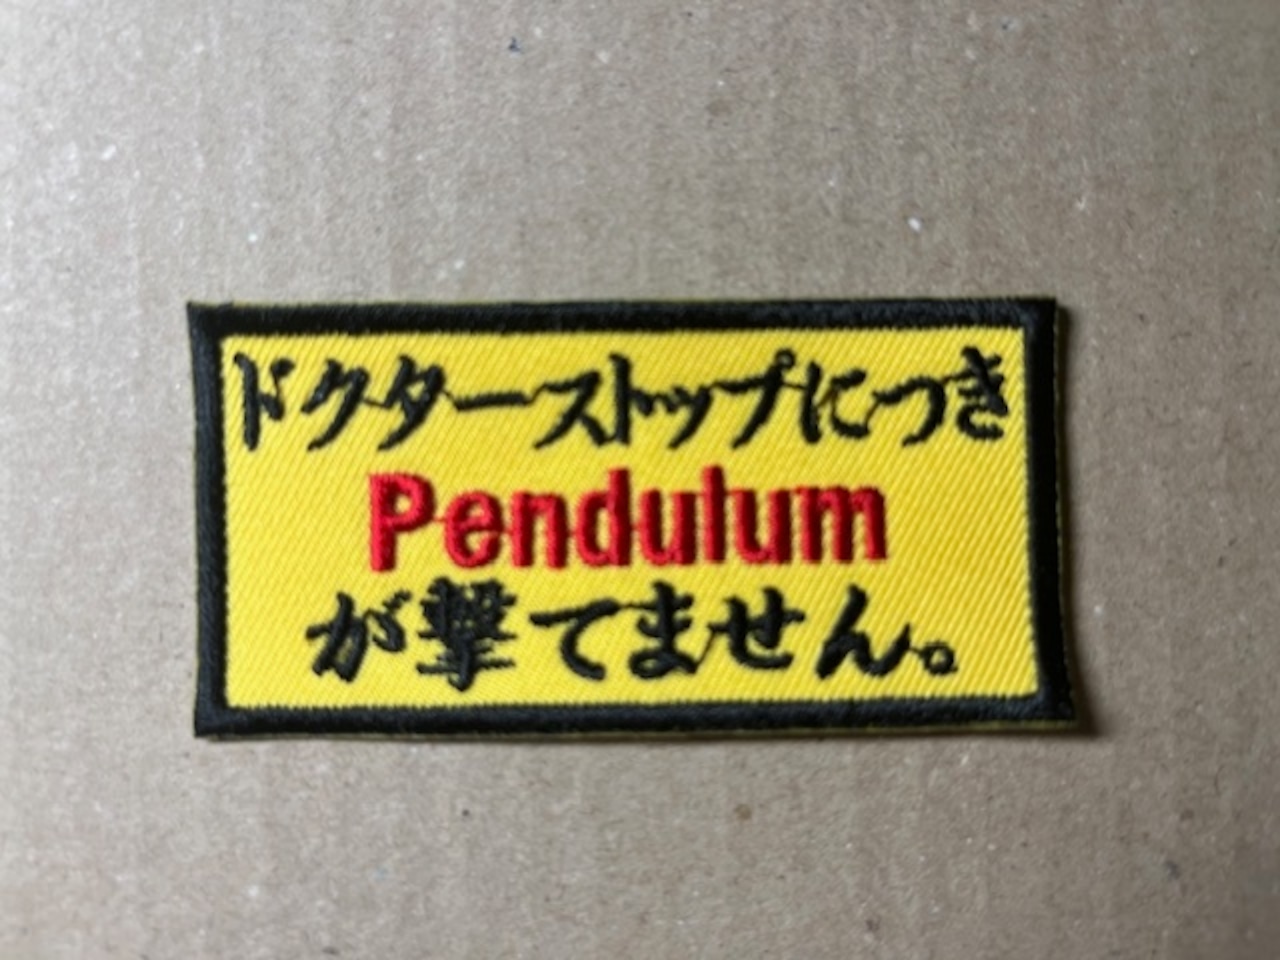 ドクターストップにつき
Pendulum
が撃てません。